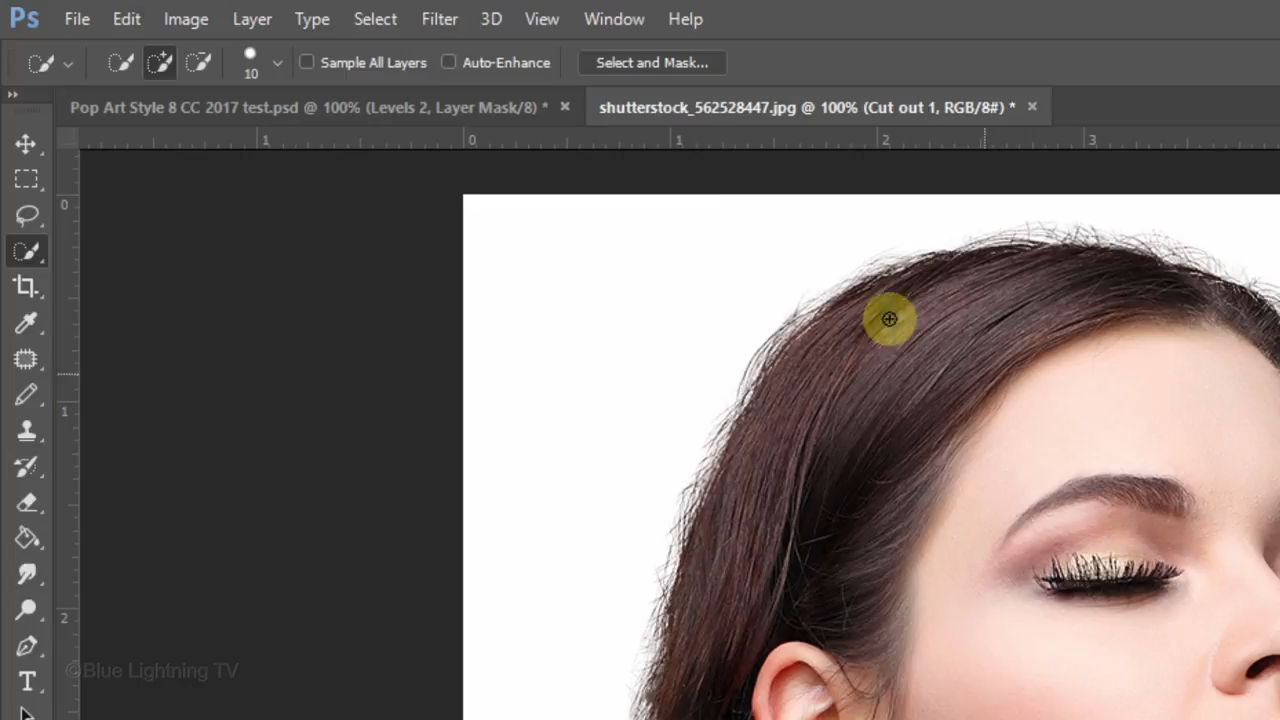 Ps File Edit Image Layer Type Select Filter 3D View Window Help
10 Sample All Layers Auto-Enhance Select and Mask...
Pop Art Style 8 CC 2017 test.psd @ 100% (Levels 2, Layer Mask/8) * × shutterstock_562528447.jpg @ 100% (Cut out 1, RGB/8#) * ×
1 0 1 2 3
0
1
2
©Blue Lightning TV
T